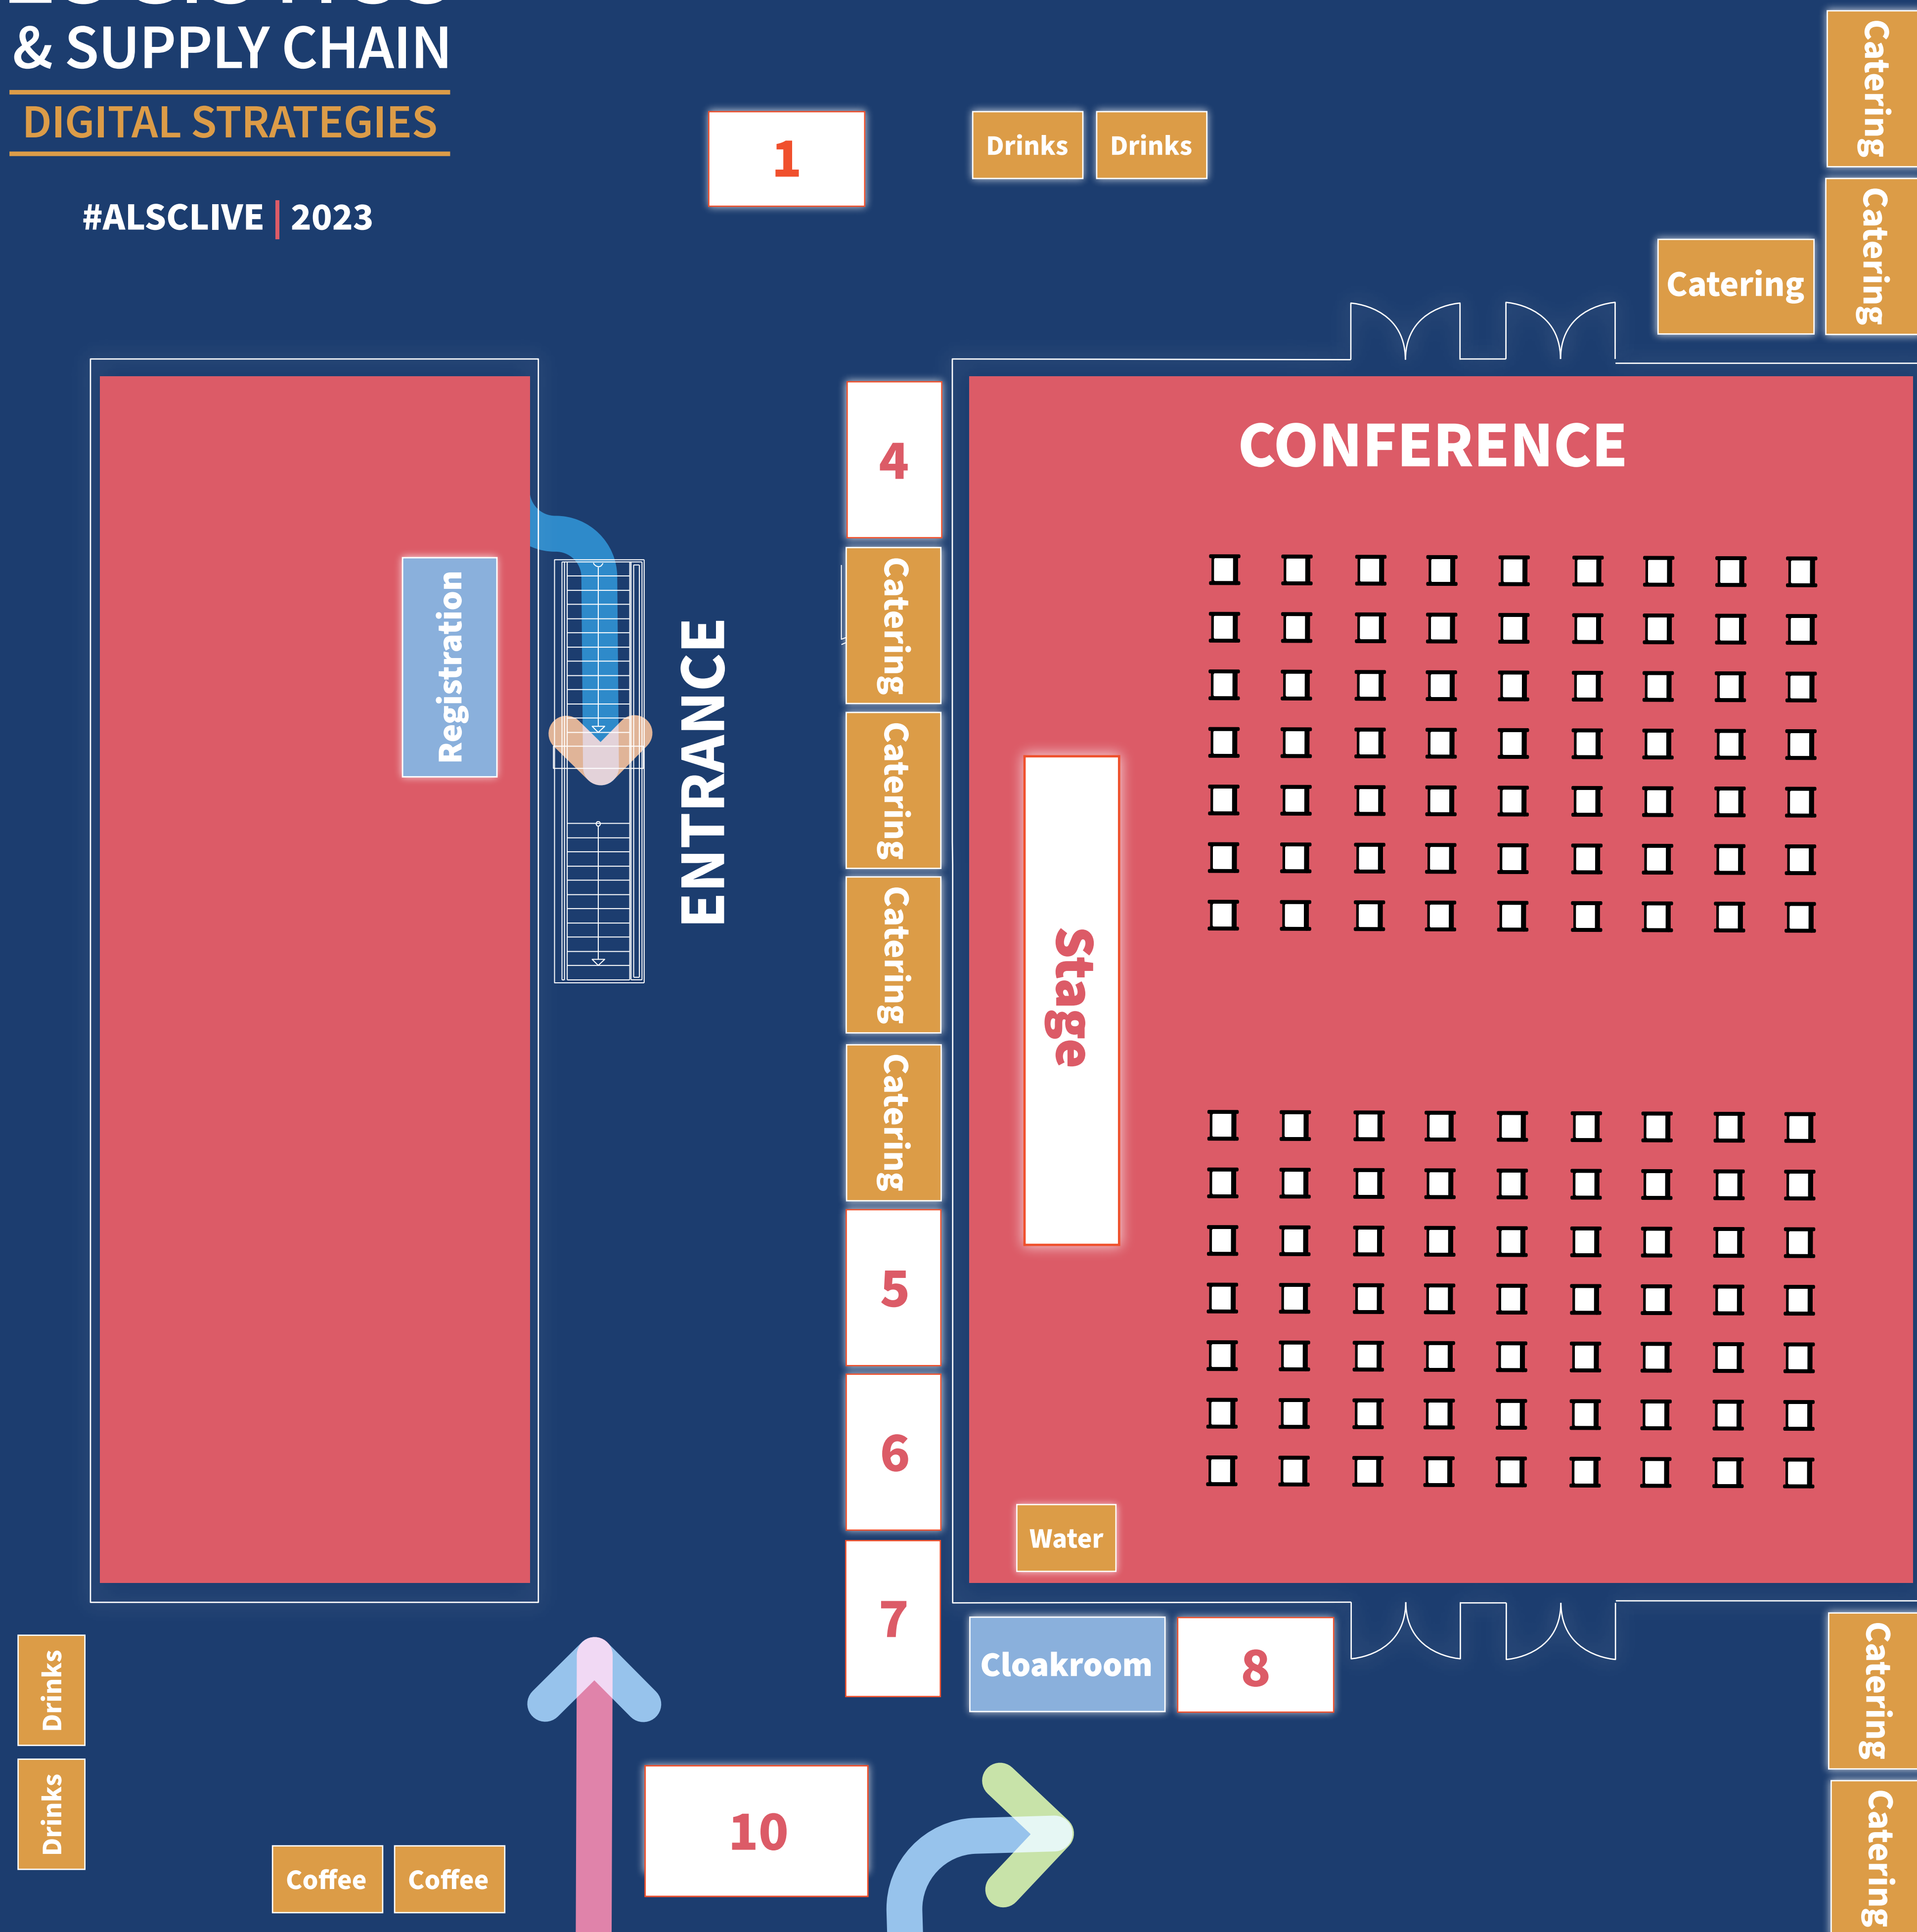 & SUPPLY CHAIN
DIGITAL STRATEGIES
#ALSCLIVE | 2023
1
Drinks
Drinks
Catering
Catering
Catering
4
CONFERENCE
Registration
ENTRANCE
Catering
Catering
Catering
Catering
Stage
5
6
7
Water
Cloakroom
8
Catering
Catering
Drinks
Drinks
10
Coffee
Coffee